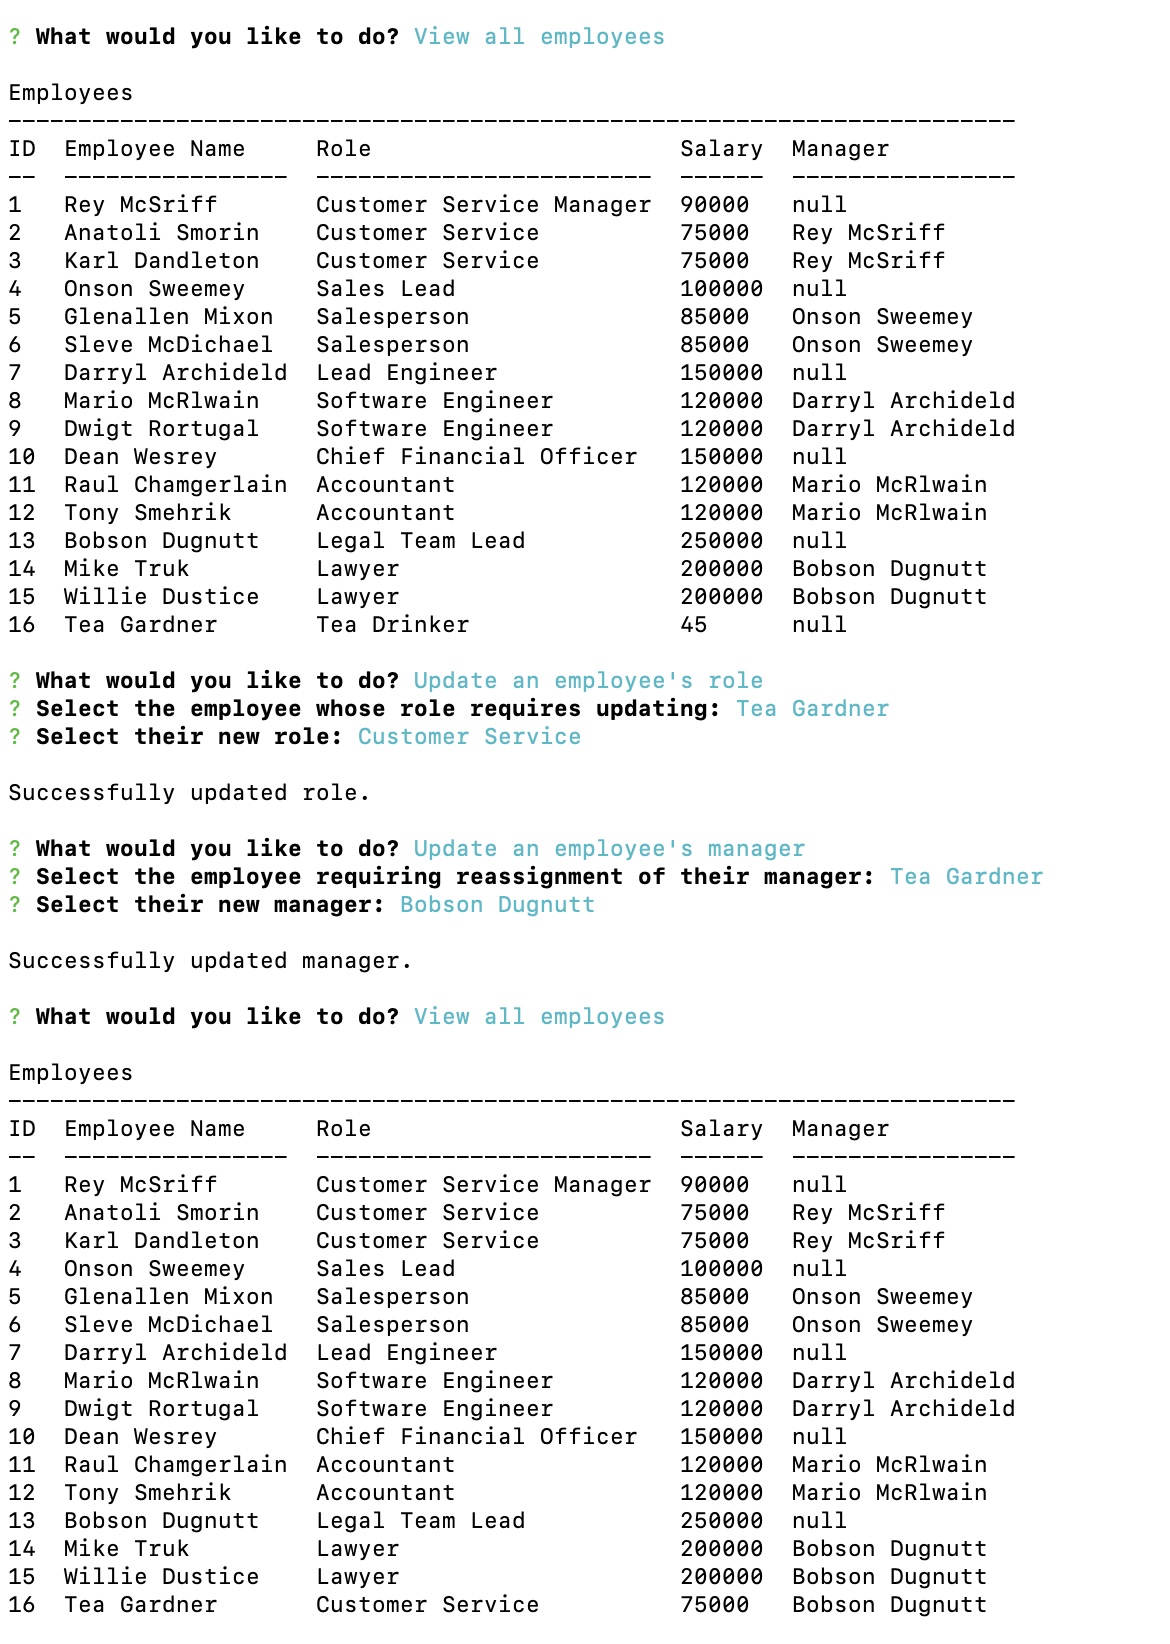 ? What would you like to do? View all employees
Employees
--------------------------------------------------------------------------------
ID  Employee Name     Role                      Salary  Manager
--  ----------------  ------------------------  ------  ----------------
1   Rey McSriff       Customer Service Manager  90000   null
2   Anatoli Smorin    Customer Service          75000   Rey McSriff
3   Karl Dandleton    Customer Service          75000   Rey McSriff
4   Onson Sweemey     Sales Lead                100000  null
5   Glenallen Mixon   Salesperson               85000   Onson Sweemey
6   Sleve McDichael   Salesperson               85000   Onson Sweemey
7   Darryl Archideld  Lead Engineer             150000  null
8   Mario McRlwain    Software Engineer         120000  Darryl Archideld
9   Dwigt Rortugal    Software Engineer         120000  Darryl Archideld
10  Dean Wesrey       Chief Financial Officer   150000  null
11  Raul Chamgerlain  Accountant                120000  Mario McRlwain
12  Tony Smehrik      Accountant                120000  Mario McRlwain
13  Bobson Dugnutt    Legal Team Lead           250000  null
14  Mike Truk         Lawyer                    200000  Bobson Dugnutt
15  Willie Dustice    Lawyer                    200000  Bobson Dugnutt
16  Tea Gardner       Tea Drinker               45      null
? What would you like to do? Update an employee's role
? Select the employee whose role requires updating: Tea Gardner
? Select their new role: Customer Service
Successfully updated role.
? What would you like to do? Update an employee's manager
? Select the employee requiring reassignment of their manager: Tea Gardner
? Select their new manager: Bobson Dugnutt
Successfully updated manager.
? What would you like to do? View all employees
Employees
--------------------------------------------------------------------------------
ID  Employee Name     Role                      Salary  Manager
--  ----------------  ------------------------  ------  ----------------
1   Rey McSriff       Customer Service Manager  90000   null
2   Anatoli Smorin    Customer Service          75000   Rey McSriff
3   Karl Dandleton    Customer Service          75000   Rey McSriff
4   Onson Sweemey     Sales Lead                100000  null
5   Glenallen Mixon   Salesperson               85000   Onson Sweemey
6   Sleve McDichael   Salesperson               85000   Onson Sweemey
7   Darryl Archideld  Lead Engineer             150000  null
8   Mario McRlwain    Software Engineer         120000  Darryl Archideld
9   Dwigt Rortugal    Software Engineer         120000  Darryl Archideld
10  Dean Wesrey       Chief Financial Officer   150000  null
11  Raul Chamgerlain  Accountant                120000  Mario McRlwain
12  Tony Smehrik      Accountant                120000  Mario McRlwain
13  Bobson Dugnutt    Legal Team Lead           250000  null
14  Mike Truk         Lawyer                    200000  Bobson Dugnutt
15  Willie Dustice    Lawyer                    200000  Bobson Dugnutt
16  Tea Gardner       Customer Service          75000   Bobson Dugnutt